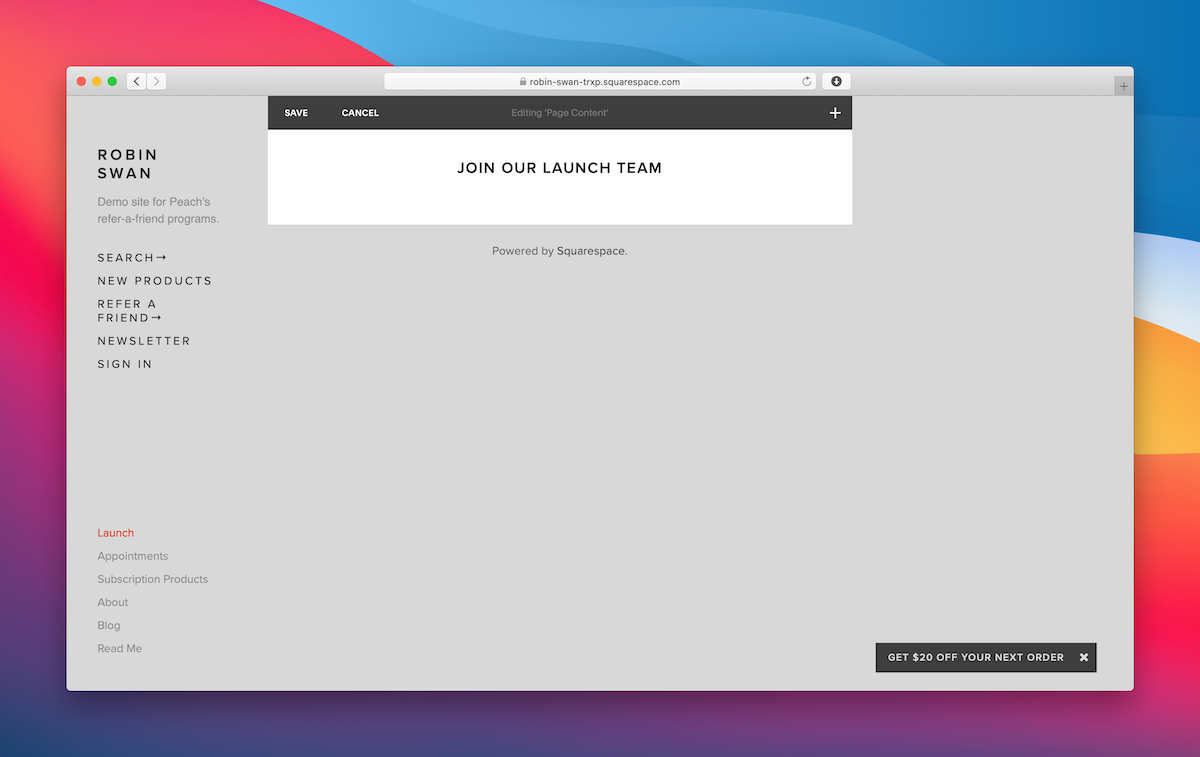 robin-swan-trxp.squarespace.com
SAVE CANCEL Editing 'Page Content' +
ROBIN
SWAN
Demo site for Peach's
refer-a-friend programs.
SEARCH→
NEW PRODUCTS
REFER A
FRIEND→
NEWSLETTER
SIGN IN
JOIN OUR LAUNCH TEAM
Powered by Squarespace.
Launch
Appointments
Subscription Products
About
Blog
Read Me
GET $20 OFF YOUR NEXT ORDER